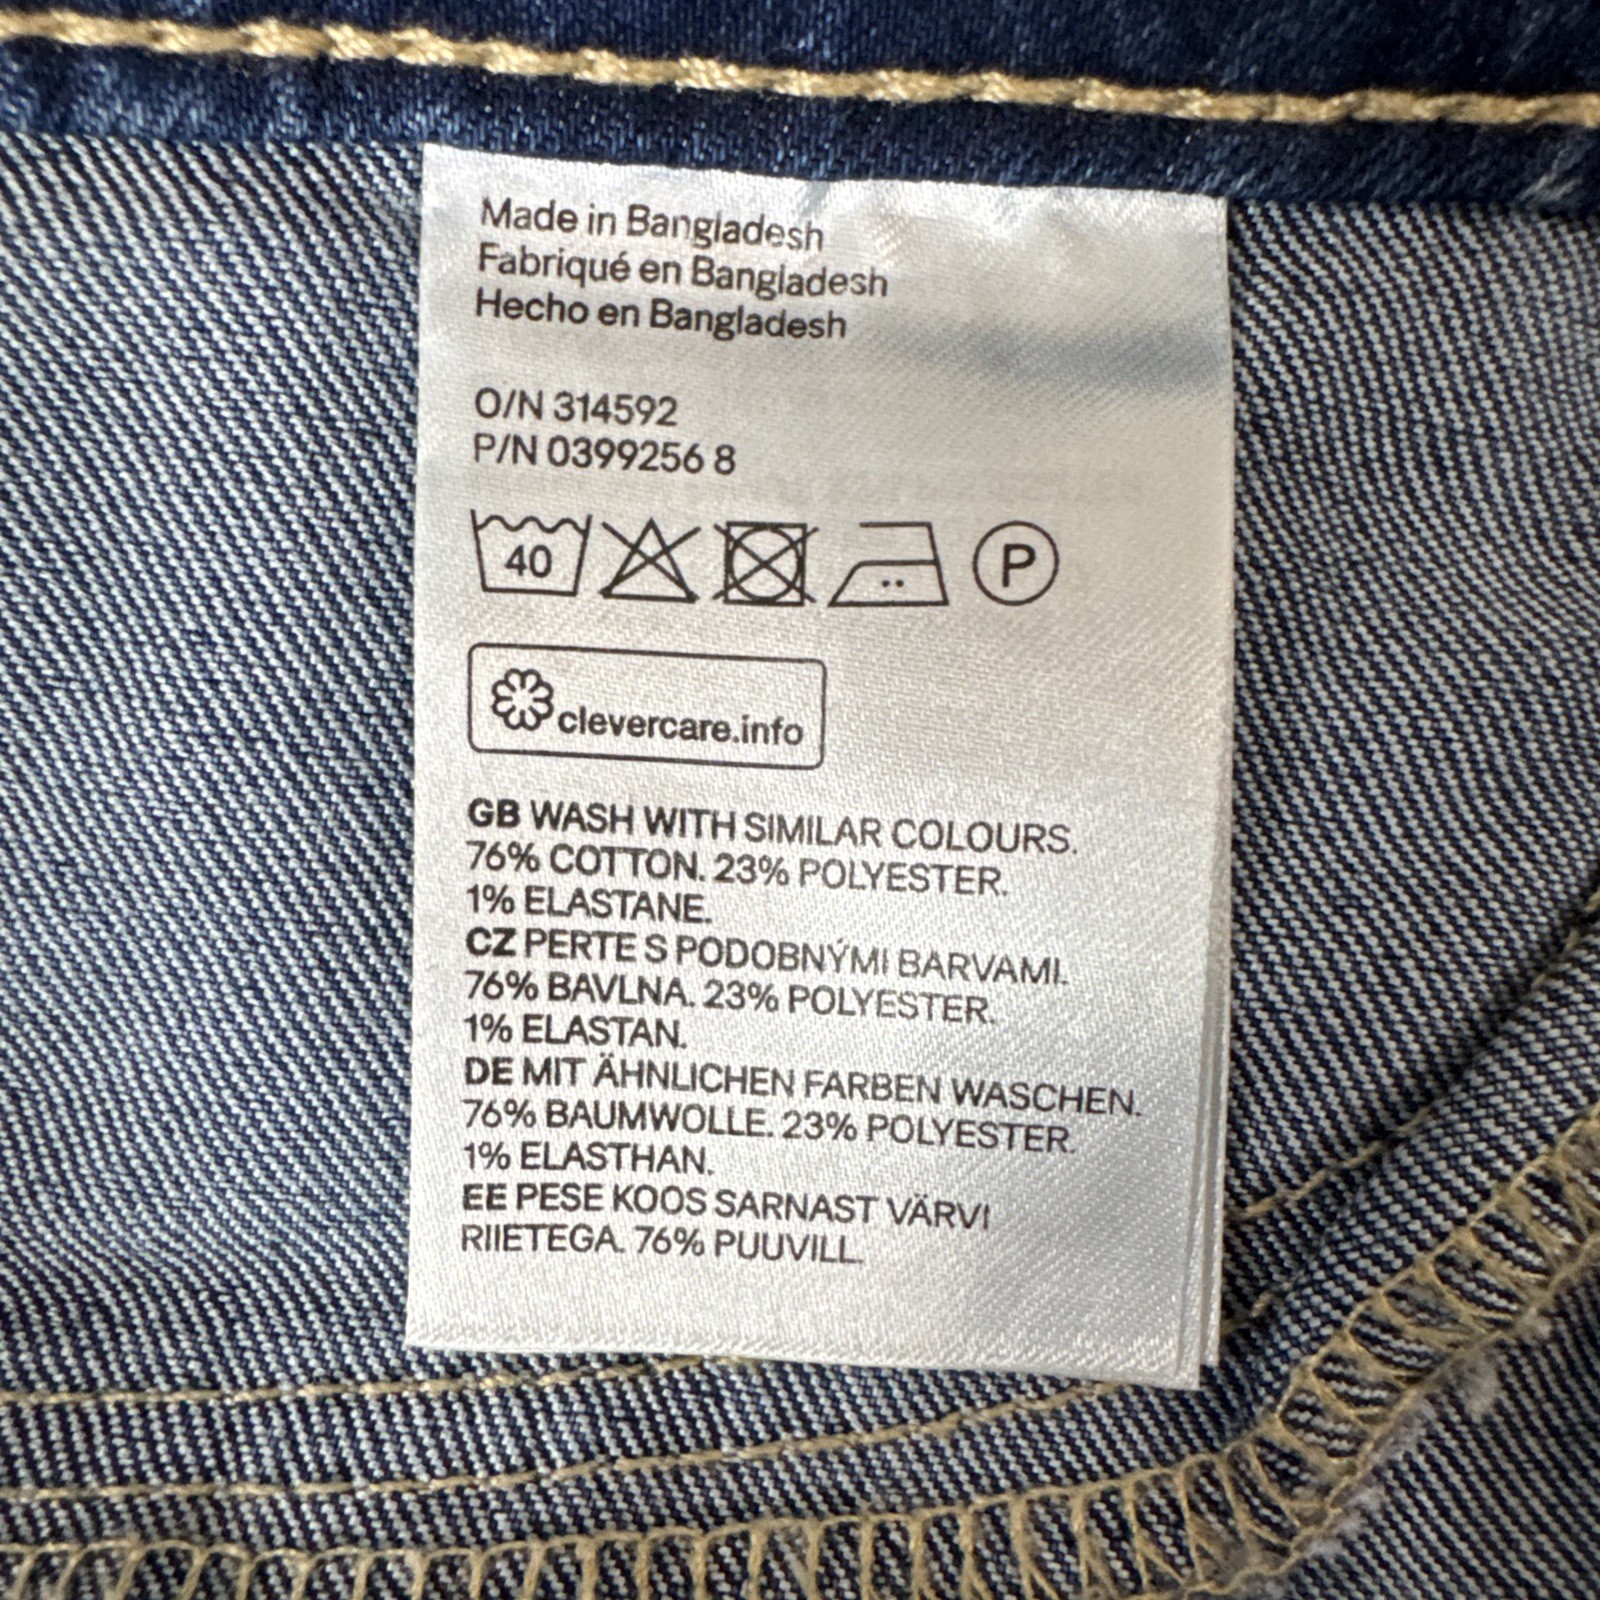 Made in Bangladesh
Fabriqué en Bangladesh
Hecho en Bangladesh
O/N 314592
P/N 0399256 8
40 P
clevercare.info
GB WASH WITH SIMILAR COLOURS.
76% COTTON. 23% POLYESTER.
1% ELASTANE.
CZ PERTE S PODOBNÝMI BARVAMI.
76% BAVLNA. 23% POLYESTER.
1% ELASTAN.
DE MIT ÄHNLICHEN FARBEN WASCHEN.
76% BAUMWOLLE. 23% POLYESTER.
1% ELASTHAN.
EE PESE KOOS SARNAST VÄRVI
RIIETEGA. 76% PUUVILL.